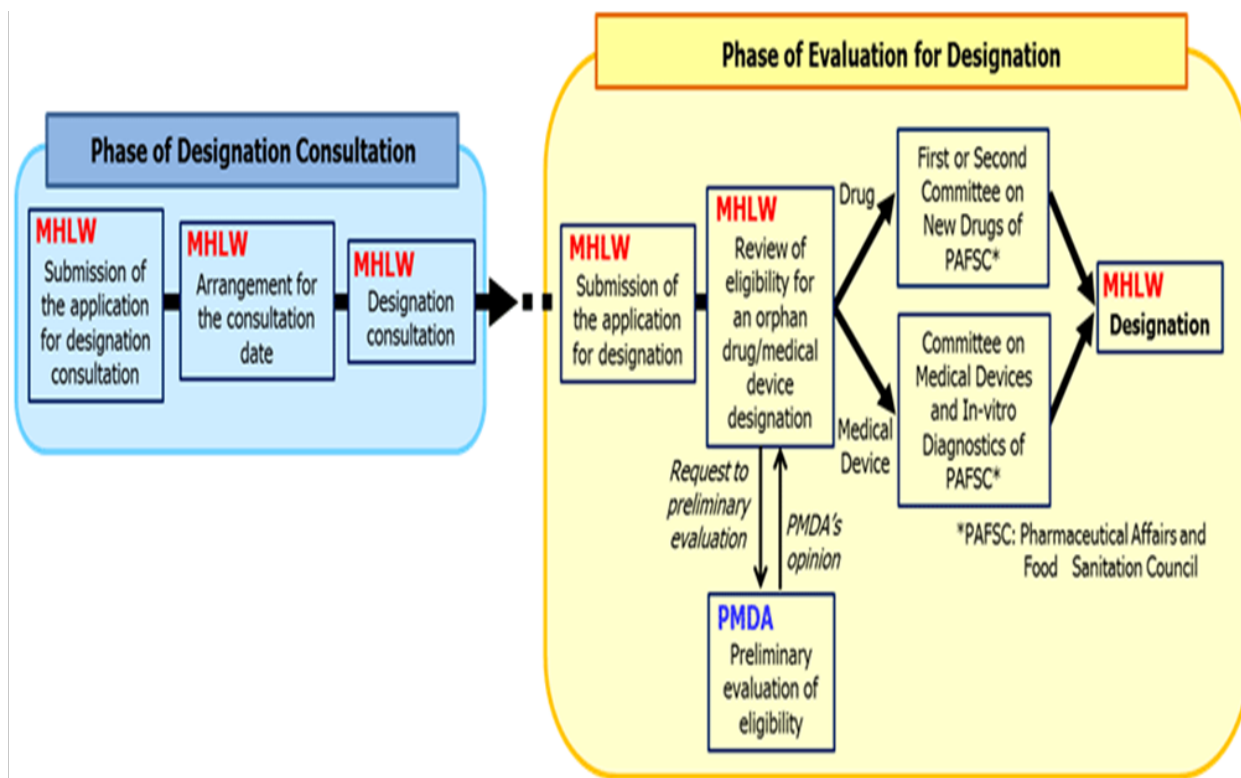 Phase of Designation Consultation
MHLW
Submission of
the application
for designation
consultation
MHLW
Arrangement for
the consultation
date
MHLW
Designation
consultation
Phase of Evaluation for Designation
MHLW
Submission of
the application
for designation
MHLW
Review of
eligibility for
an orphan
drug/medical
device
designation
Drug
First or Second
Committee on
New Drugs of
PAFSC*
Medical
Device
Committee on
Medical Devices
and In-vitro
Diagnostics of
PAFSC*
MHLW
Designation
Request to
preliminary
evaluation
PMDA's
opinion
PMDA
Preliminary
evaluation of
eligibility
*PAFSC: Pharmaceutical Affairs and
Food Sanitation Council